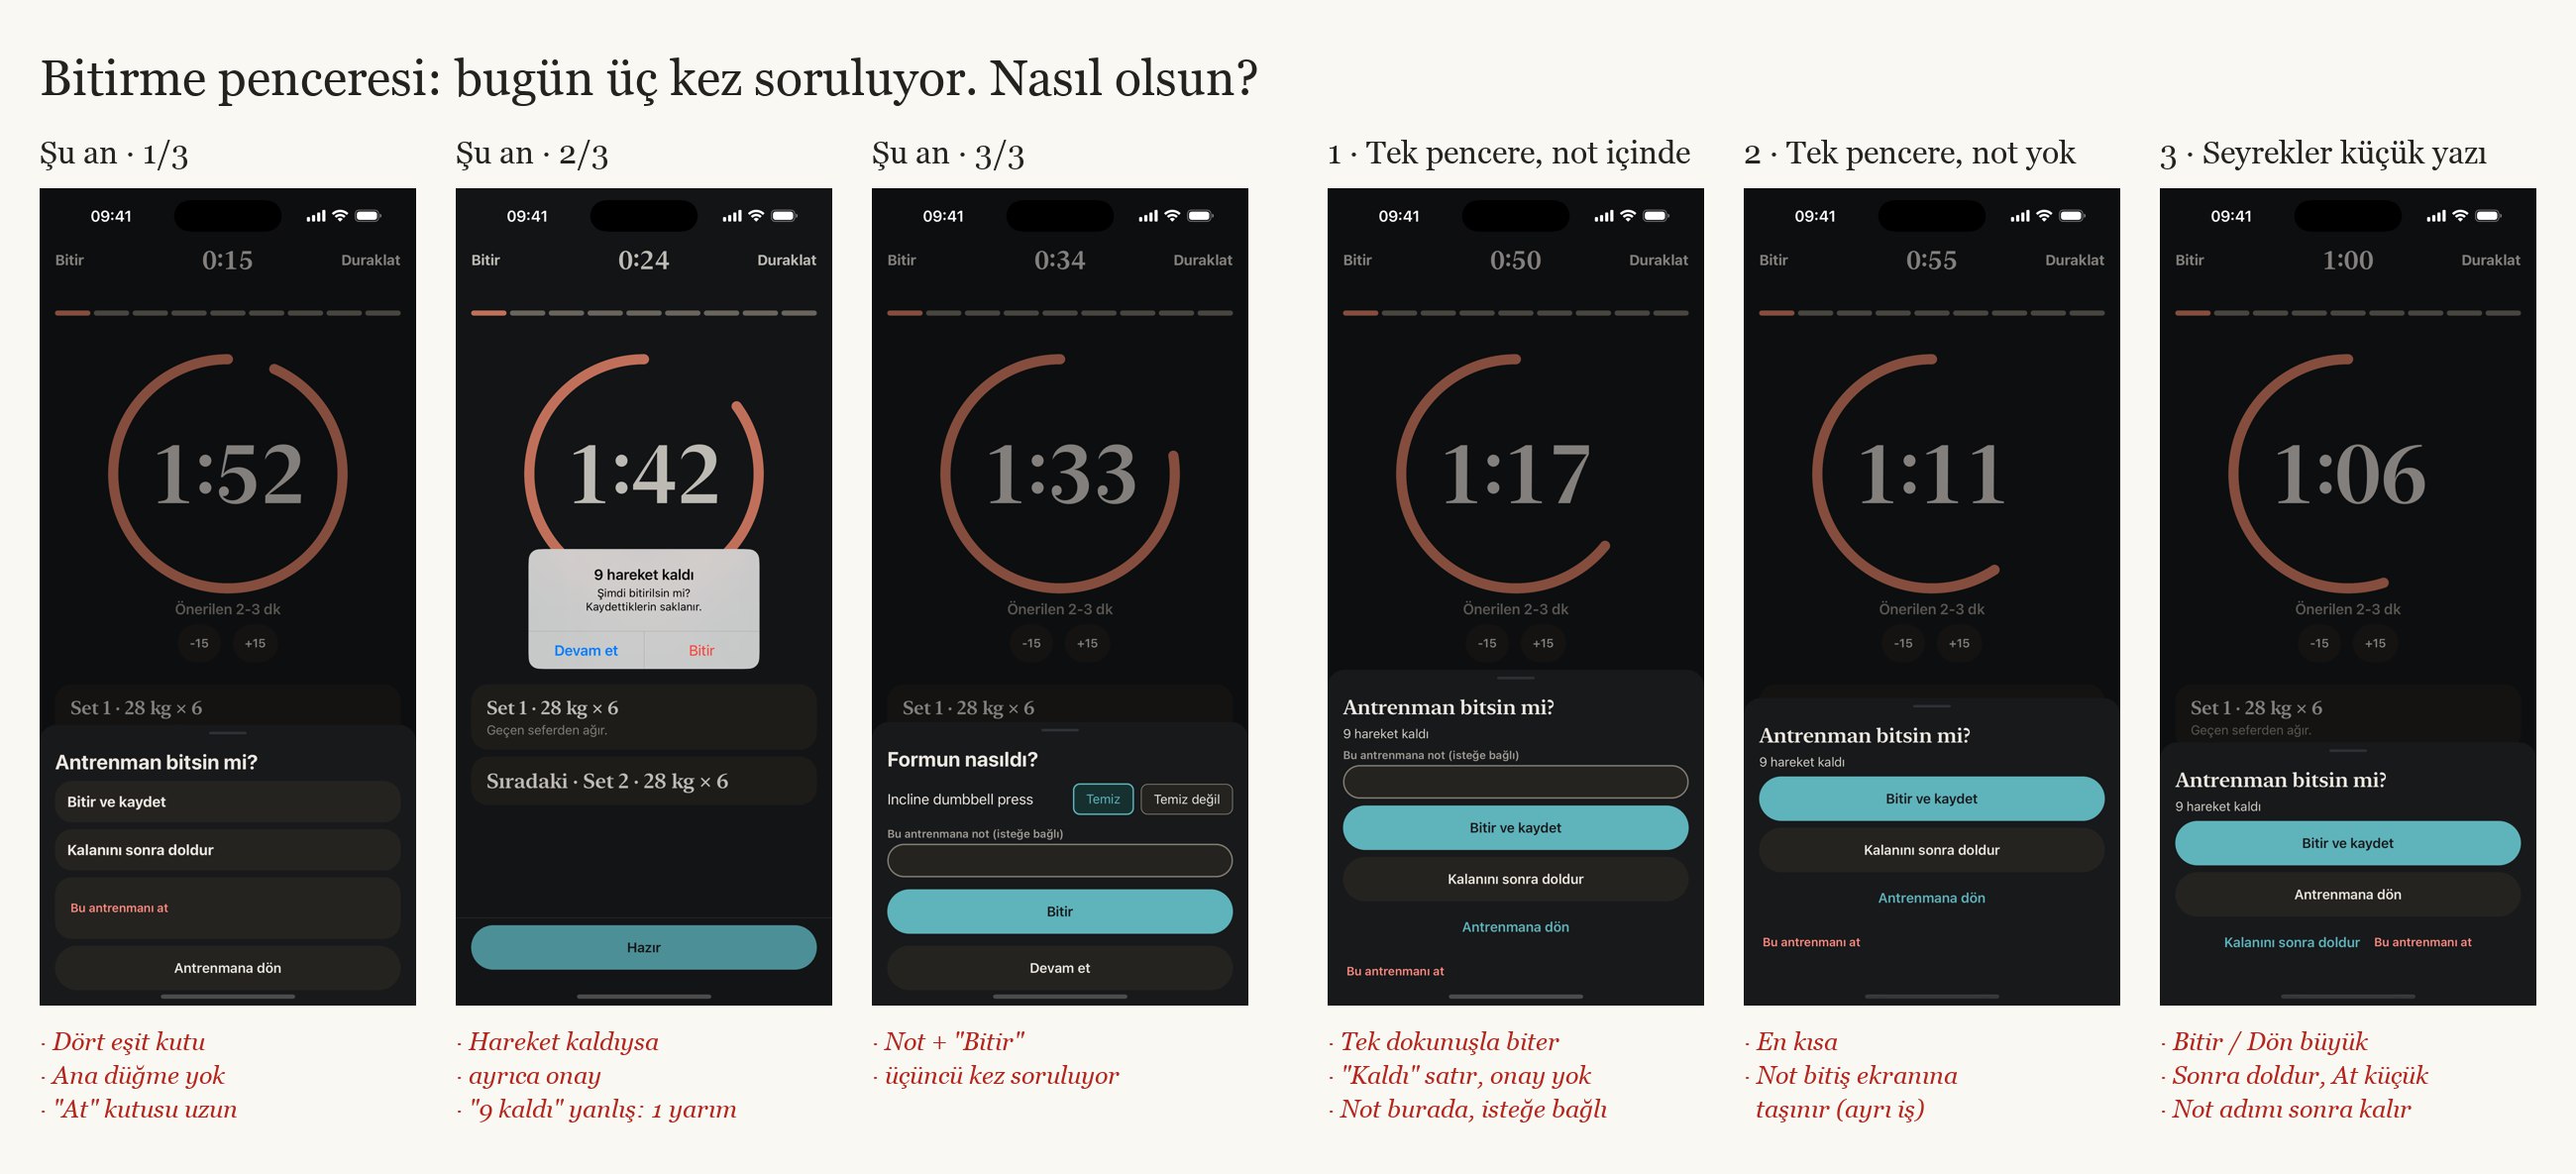 Bitirme penceresi: bugün üç kez soruluyor. Nasıl olsun?
Şu an · 1/3
09:41
Bitir 0:15 Duraklat
1:52
Önerilen 2-3 dk
-15 +15
Set 1 · 28 kg × 6
Antrenman bitsin mi?
Bitir ve kaydet
Kalanını sonra doldur
Bu antrenmanı at
Antrenmana dön
· Dört eşit kutu
· Ana düğme yok
· "At" kutusu uzun
Şu an · 2/3
09:41
Bitir 0:24 Duraklat
1:42
9 hareket kaldı
Şimdi bitirilsin mi?
Kaydettiklerin saklanır.
Devam et Bitir
Set 1 · 28 kg × 6
Geçen seferden ağır.
Sıradaki · Set 2 · 28 kg × 6
Hazır
· Hareket kaldıysa
· ayrıca onay
· "9 kaldı" yanlış: 1 yarım
Şu an · 3/3
09:41
Bitir 0:34 Duraklat
1:33
Önerilen 2-3 dk
-15 +15
Set 1 · 28 kg × 6
Formun nasıldı?
Incline dumbbell press Temiz Temiz değil
Bu antrenmana not (isteğe bağlı)
Bitir
Devam et
· Not + "Bitir"
· üçüncü kez soruluyor
1 · Tek pencere, not içinde
09:41
Bitir 0:50 Duraklat
1:17
Önerilen 2-3 dk
-15 +15
Antrenman bitsin mi?
9 hareket kaldı
Bu antrenmana not (isteğe bağlı)
Bitir ve kaydet
Kalanını sonra doldur
Antrenmana dön
Bu antrenmanı at
· Tek dokunuşla biter
· "Kaldı" satır, onay yok
· Not burada, isteğe bağlı
2 · Tek pencere, not yok
09:41
Bitir 0:55 Duraklat
1:11
Önerilen 2-3 dk
-15 +15
Antrenman bitsin mi?
9 hareket kaldı
Bitir ve kaydet
Kalanını sonra doldur
Antrenmana dön
Bu antrenmanı at
· En kısa
· Not bitiş ekranına
taşınır (ayrı iş)
3 · Seyrekler küçük yazı
09:41
Bitir 1:00 Duraklat
1:06
Önerilen 2-3 dk
-15 +15
Set 1 · 28 kg × 6
Geçen seferden ağır.
Antrenman bitsin mi?
9 hareket kaldı
Bitir ve kaydet
Antrenmana dön
Kalanını sonra doldur Bu antrenmanı at
· Bitir / Dön büyük
· Sonra doldur, At küçük
· Not adımı sonra kalır